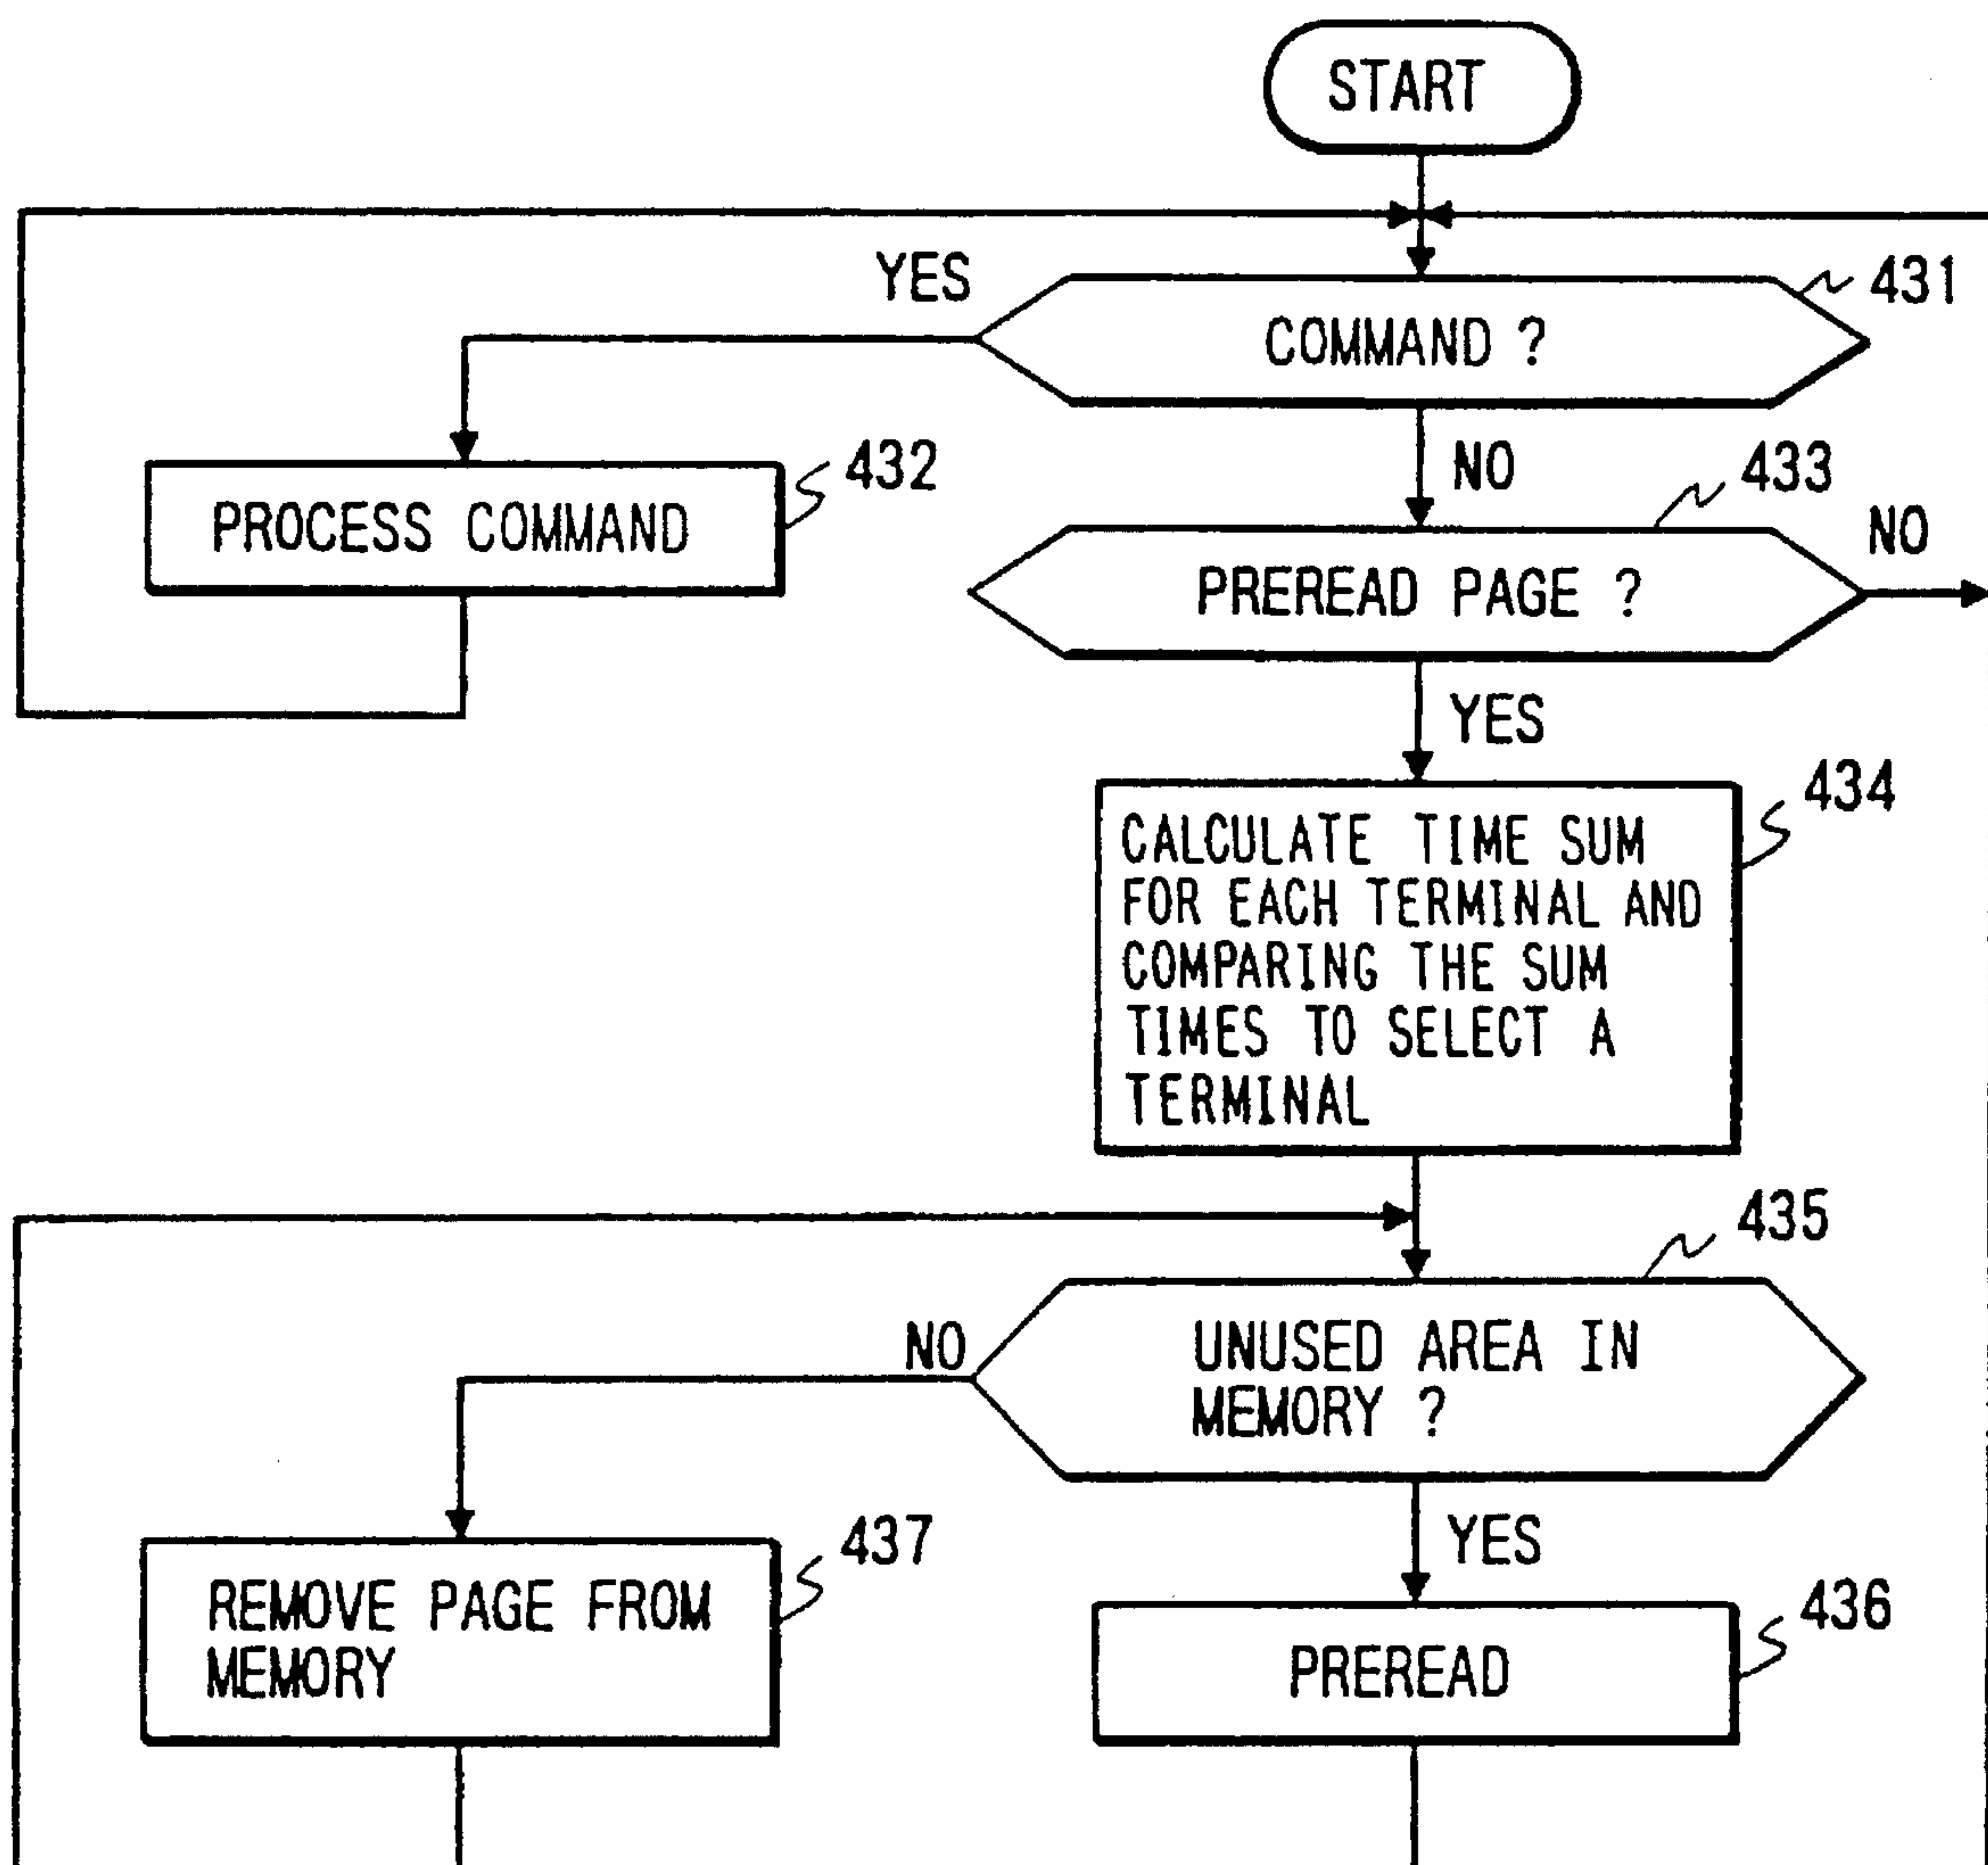 START
YES
431
COMMAND ?
432
NO
433
PROCESS COMMAND
NO
PREREAD PAGE ?
YES
434
CALCULATE TIME SUM
FOR EACH TERMINAL AND
COMPARING THE SUM
TIMES TO SELECT A
TERMINAL
435
NO
UNUSED AREA IN
MEMORY ?
437
YES
REMOVE PAGE FROM
MEMORY
436
PREREAD